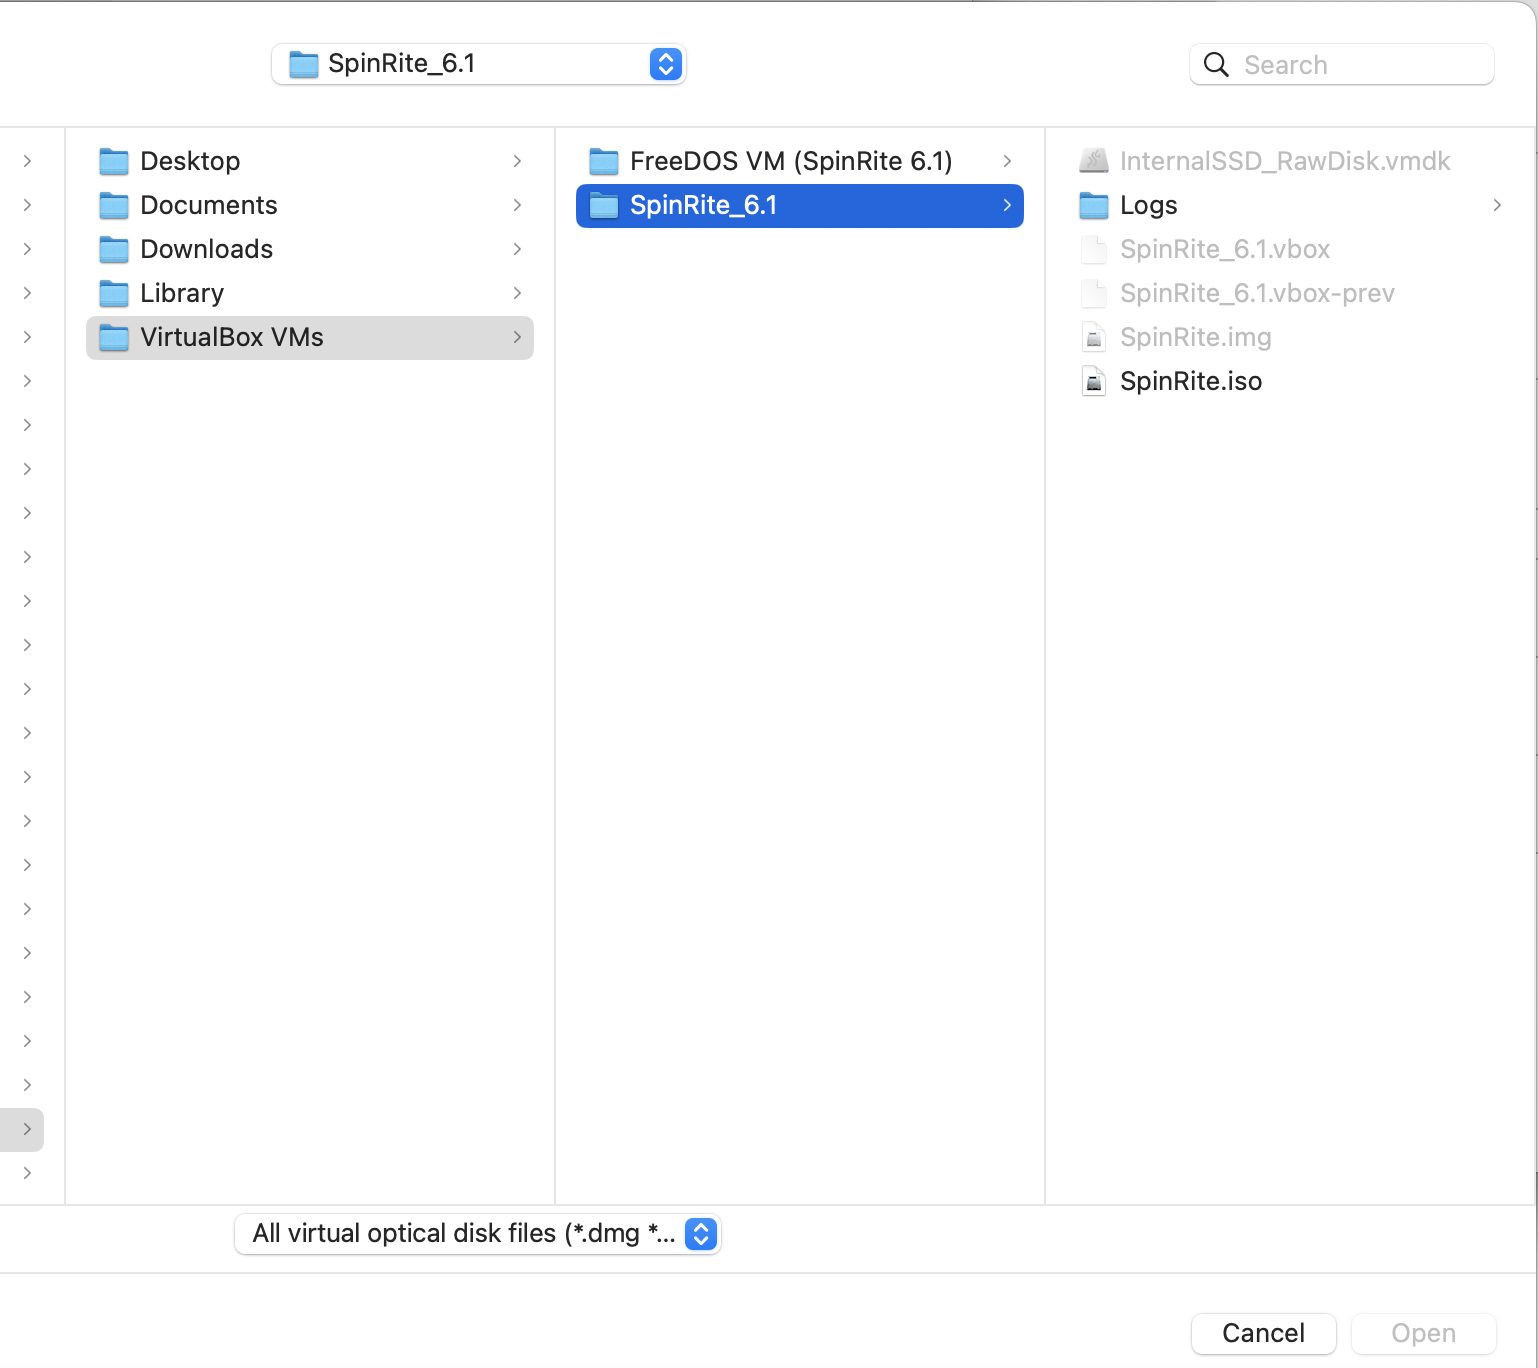 SpinRite_6.1
Search
Desktop
Documents
Downloads
Library
VirtualBox VMs
FreeDOS VM (SpinRite 6.1)
SpinRite_6.1
InternalSSD_RawDisk.vmdk
Logs
SpinRite_6.1.vbox
SpinRite_6.1.vbox-prev
SpinRite.img
SpinRite.iso
All virtual optical disk files (*.dmg *...
Cancel
Open